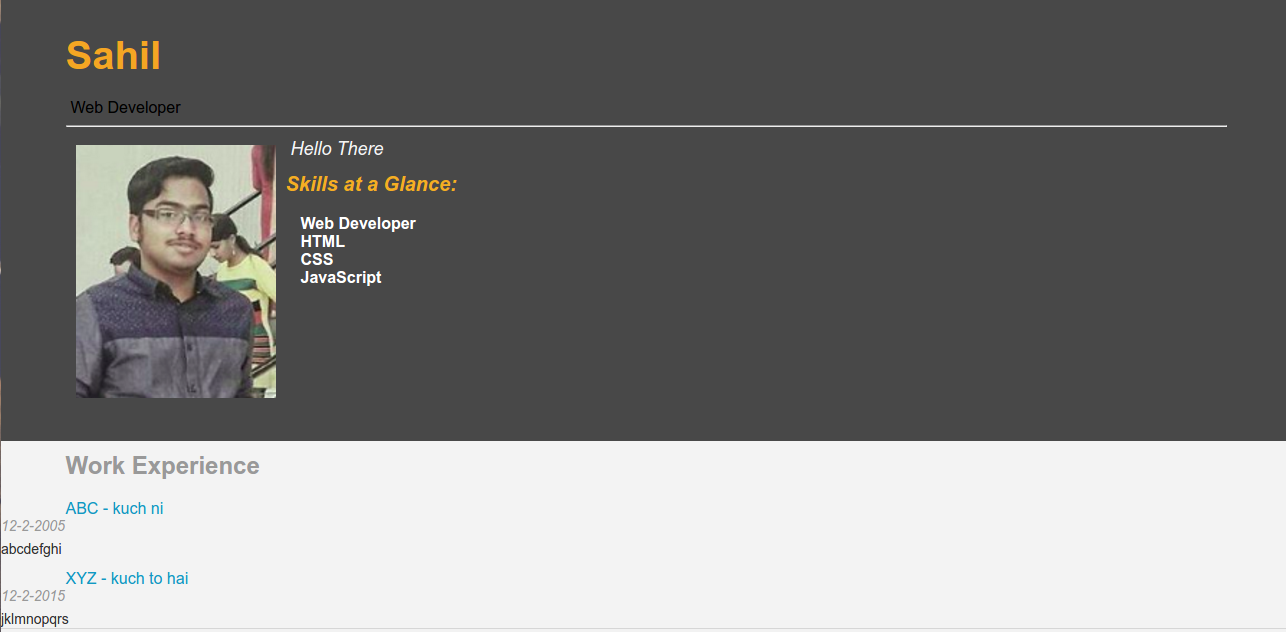 Sahil
Web Developer
Hello There
Skills at a Glance:
Web Developer
HTML
CSS
JavaScript
Work Experience
ABC - kuch ni
12-2-2005
abcdefghi
XYZ - kuch to hai
12-2-2015
jklmnopqrs